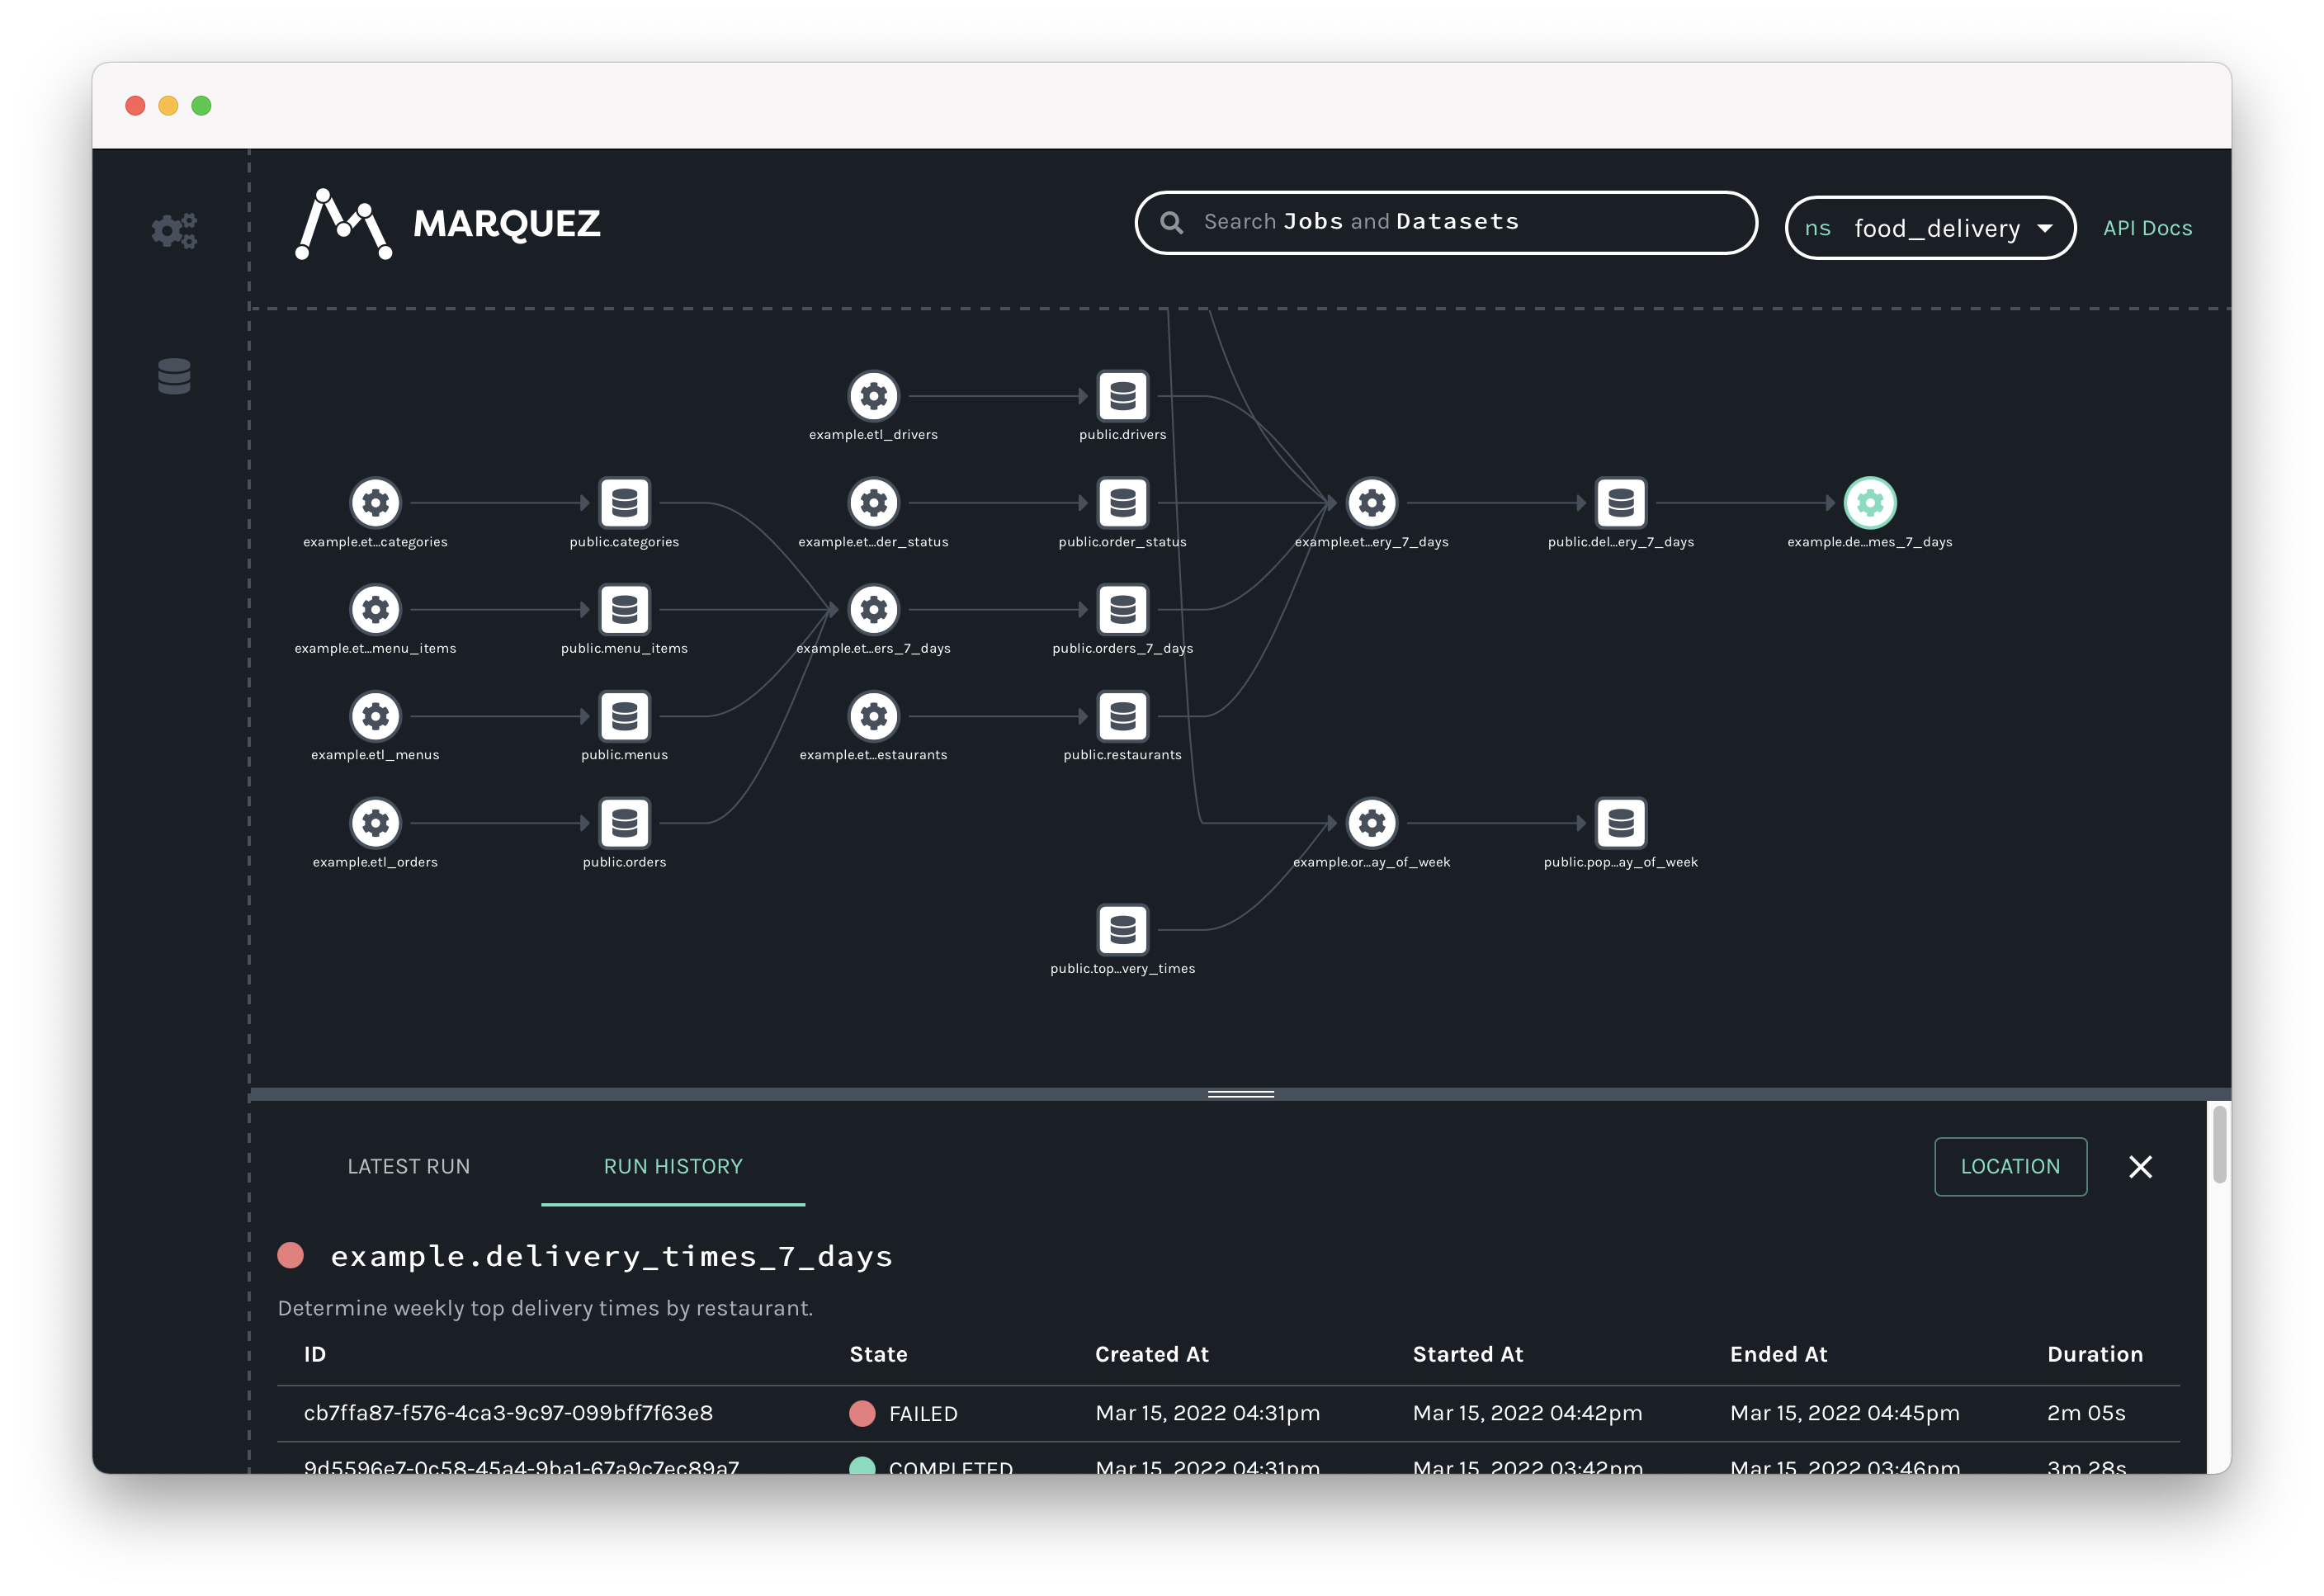 MARQUEZ
Search Jobs and Datasets
ns food_delivery
API Docs
example.etl_drivers
public.drivers
example.et...categories
public.categories
example.et...der_status
public.order_status
example.et...ery_7_days
public.del...ery_7_days
example.de...mes_7_days
example.et...menu_items
public.menu_items
example.et...ers_7_days
public.orders_7_days
example.etl_menus
public.menus
example.et...estaurants
public.restaurants
example.etl_orders
public.orders
example.or...ay_of_week
public.pop...ay_of_week
public.top...very_times
LATEST RUN
RUN HISTORY
LOCATION
example.delivery_times_7_days
Determine weekly top delivery times by restaurant.
ID State Created At Started At Ended At Duration
cb7ffa87-f576-4ca3-9c97-099bff7f63e8 FAILED Mar 15, 2022 04:31pm Mar 15, 2022 04:42pm Mar 15, 2022 04:45pm 2m 05s
9d5596e7-0c58-45a4-9ba1-67a9c7ec89a7 COMPLETED Mar 15, 2022 04:31pm Mar 15, 2022 03:42pm Mar 15, 2022 03:46pm 3m 28s